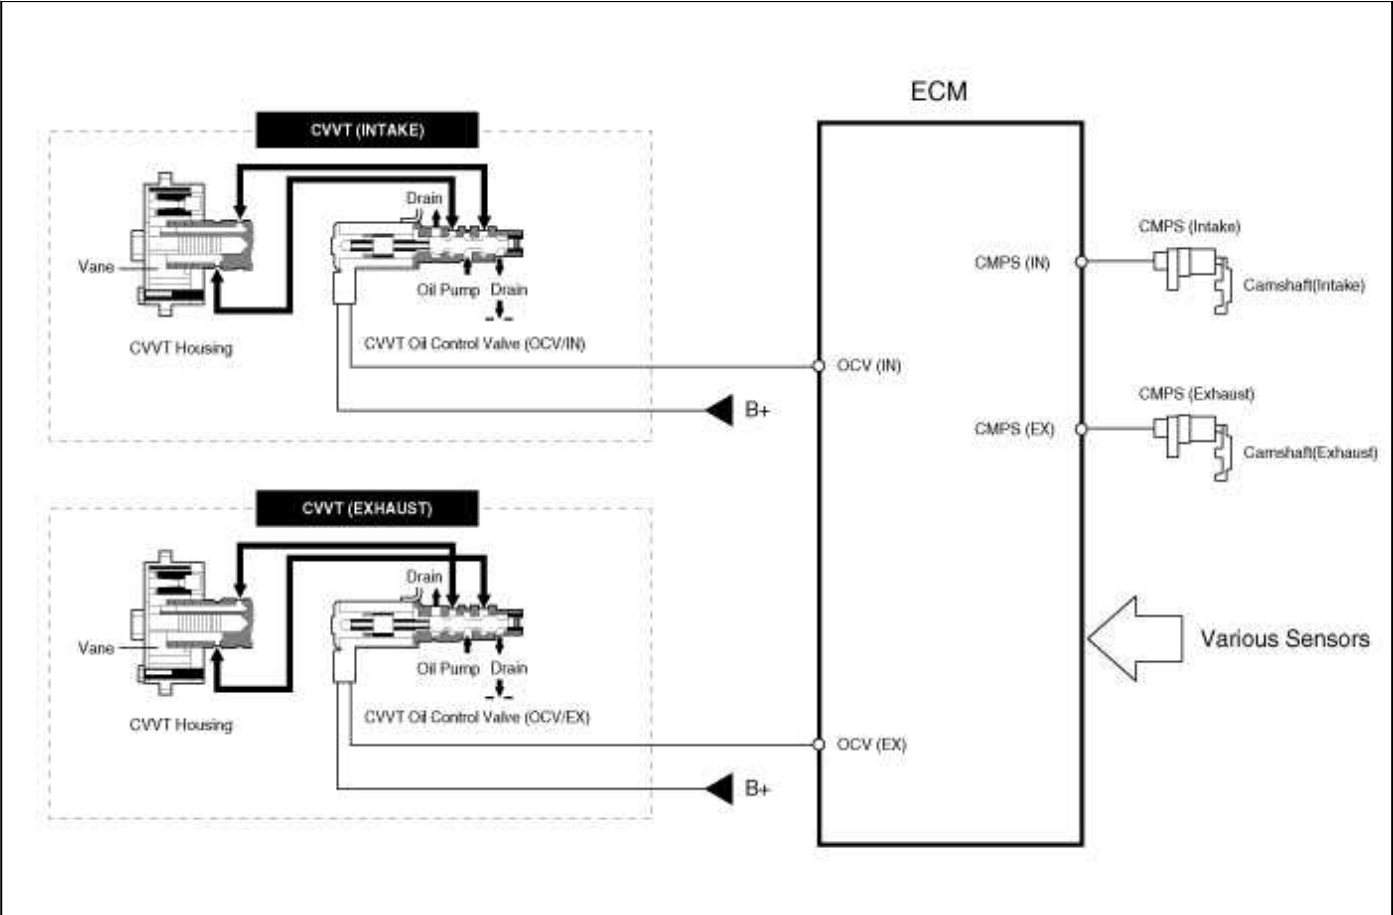 ECM
CVVT (INTAKE)
Drain
Vane
Oil Pump Drain
CVVT Housing
CVVT Oil Control Valve (OCV/IN)
B+
OCV (IN)
CMPS (IN)
CMPS (Intake)
Camshaft(Intake)
CMPS (Exhaust)
CMPS (EX)
Camshaft(Exhaust)
CVVT (EXHAUST)
Drain
Vane
Oil Pump Drain
CVVT Housing
CVVT Oil Control Valve (OCV/EX)
B+
OCV (EX)
Various Sensors